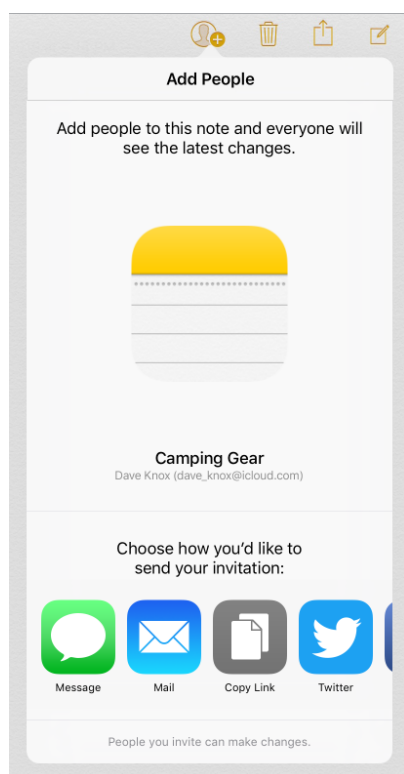 Add People
Add people to this note and everyone will
see the latest changes.
Camping Gear
Dave Knox (dave_knox@icloud.com)
Choose how you'd like to
send your invitation:
Message
Mail
Copy Link
Twitter
People you invite can make changes.